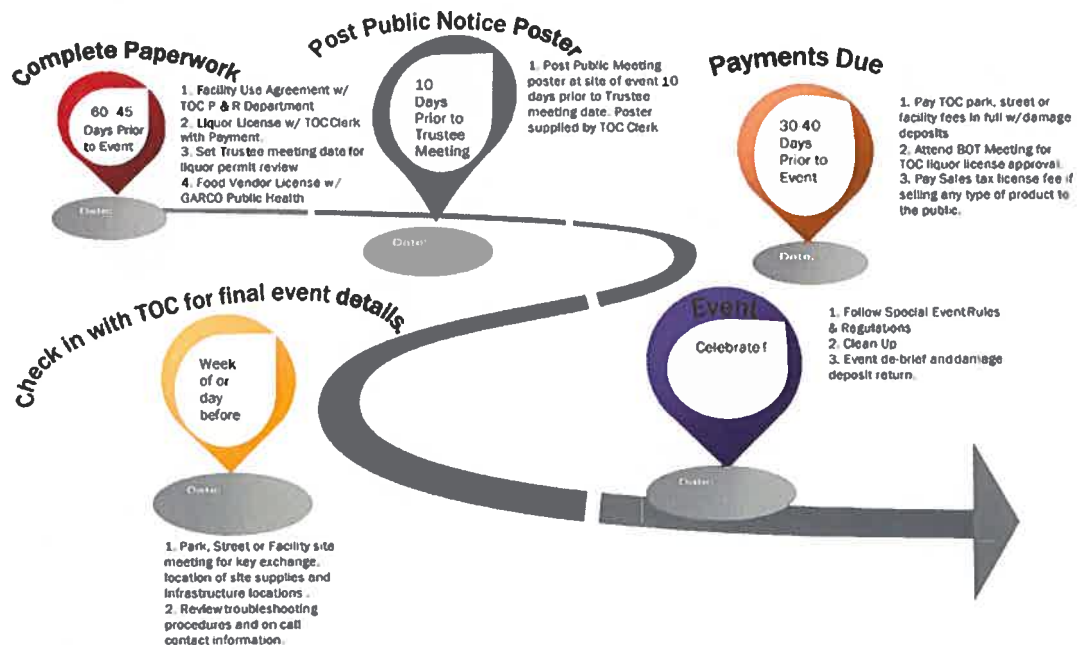 Complete Paperwork
60 45
Days Prior
to Event
1. Facility Use Agreement w/
TOC P & R Department
2. Liquor License w/ TOC Clerk
with Payment.
3. Set Trustee meeting date for
liquor permit review
4. Food Vendor License w/
GARCO Public Health
Date:
Post Public Notice Poster
10
Days
Prior to
Trustee
Meeting
1. Post Public Meeting
poster at site of event 10
days prior to Trustee
meeting date. Poster
supplied by TOC Clerk
Date:
Payments Due
30 40
Days
Prior to
Event
1. Pay TOC park, street or
facility fees in full w/damage
deposits
2. Attend BOT Meeting for
TOC liquor license approval.
3. Pay Sales tax license fee if
selling any type of product to
the public.
Date:
Check in with TOC for final event details.
Week
of or
day
before
Date:
1. Park, Street or Facility site
meeting for key exchange,
location of site supplies and
infrastructure locations .
2. Review troubleshooting
procedures and on call
contact information.
Event
Celebrate!
1. Follow Special Event Rules
& Regulations
2. Clean Up
3. Event de-brief and damage
deposit return.
Date: